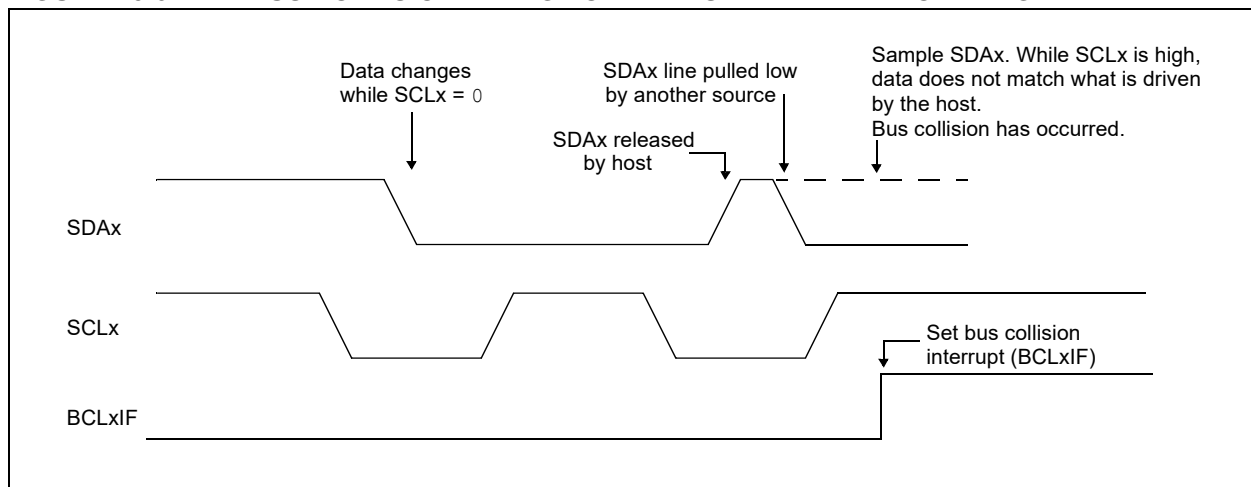 Data changes
while SCLx = 0
SDAx line pulled low
by another source
Sample SDAx. While SCLx is high,
data does not match what is driven
by the host.
Bus collision has occurred.
SDAx released
by host
SDAx
SCLx
Set bus collision
interrupt (BCLxIF)
BCLxIF